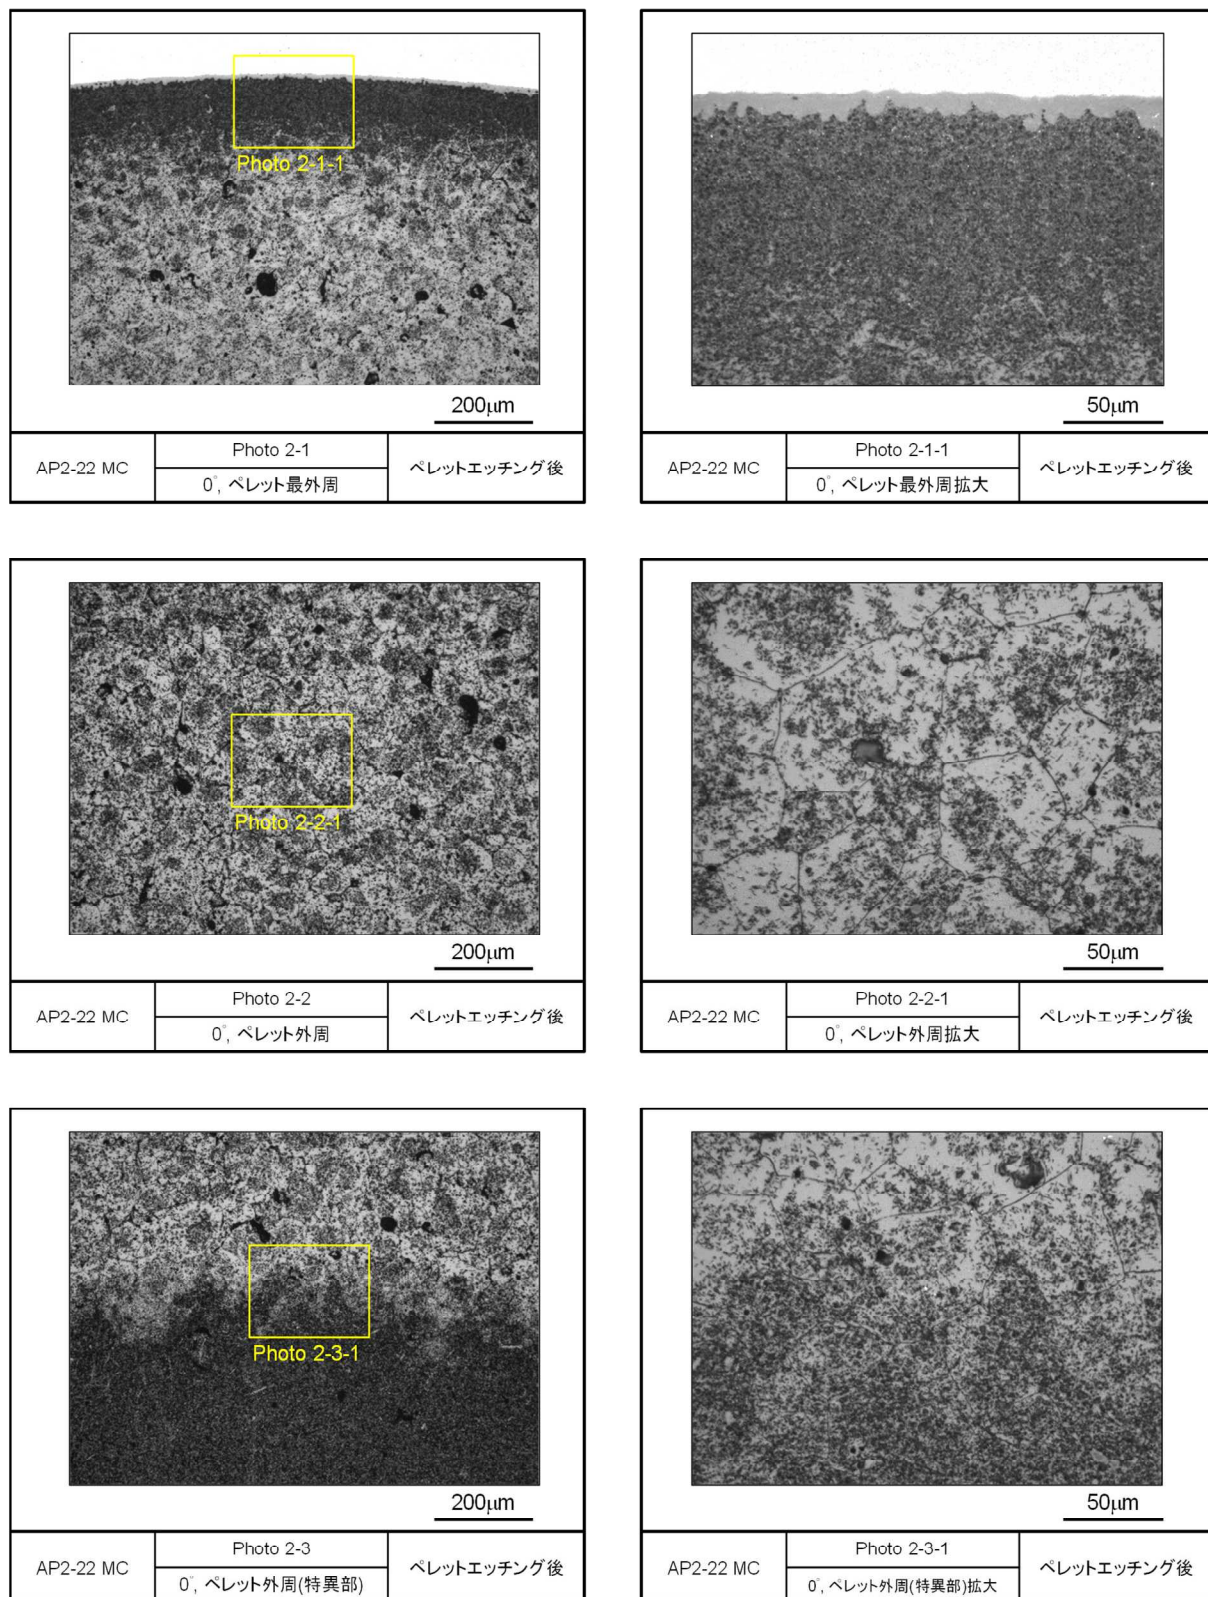 Photo 2-1-1
200μm
50μm
AP2-22 MC
Photo 2-1
0°, ペレット最外周
ペレットエッチング後
AP2-22 MC
Photo 2-1-1
0°, ペレット最外周拡大
ペレットエッチング後
Photo 2-2-1
200μm
50μm
AP2-22 MC
Photo 2-2
0°, ペレット外周
ペレットエッチング後
AP2-22 MC
Photo 2-2-1
0°, ペレット外周拡大
ペレットエッチング後
Photo 2-3-1
200μm
50μm
AP2-22 MC
Photo 2-3
0°, ペレット外周(特異部)
ペレットエッチング後
AP2-22 MC
Photo 2-3-1
0°, ペレット外周(特異部)拡大
ペレットエッチング後